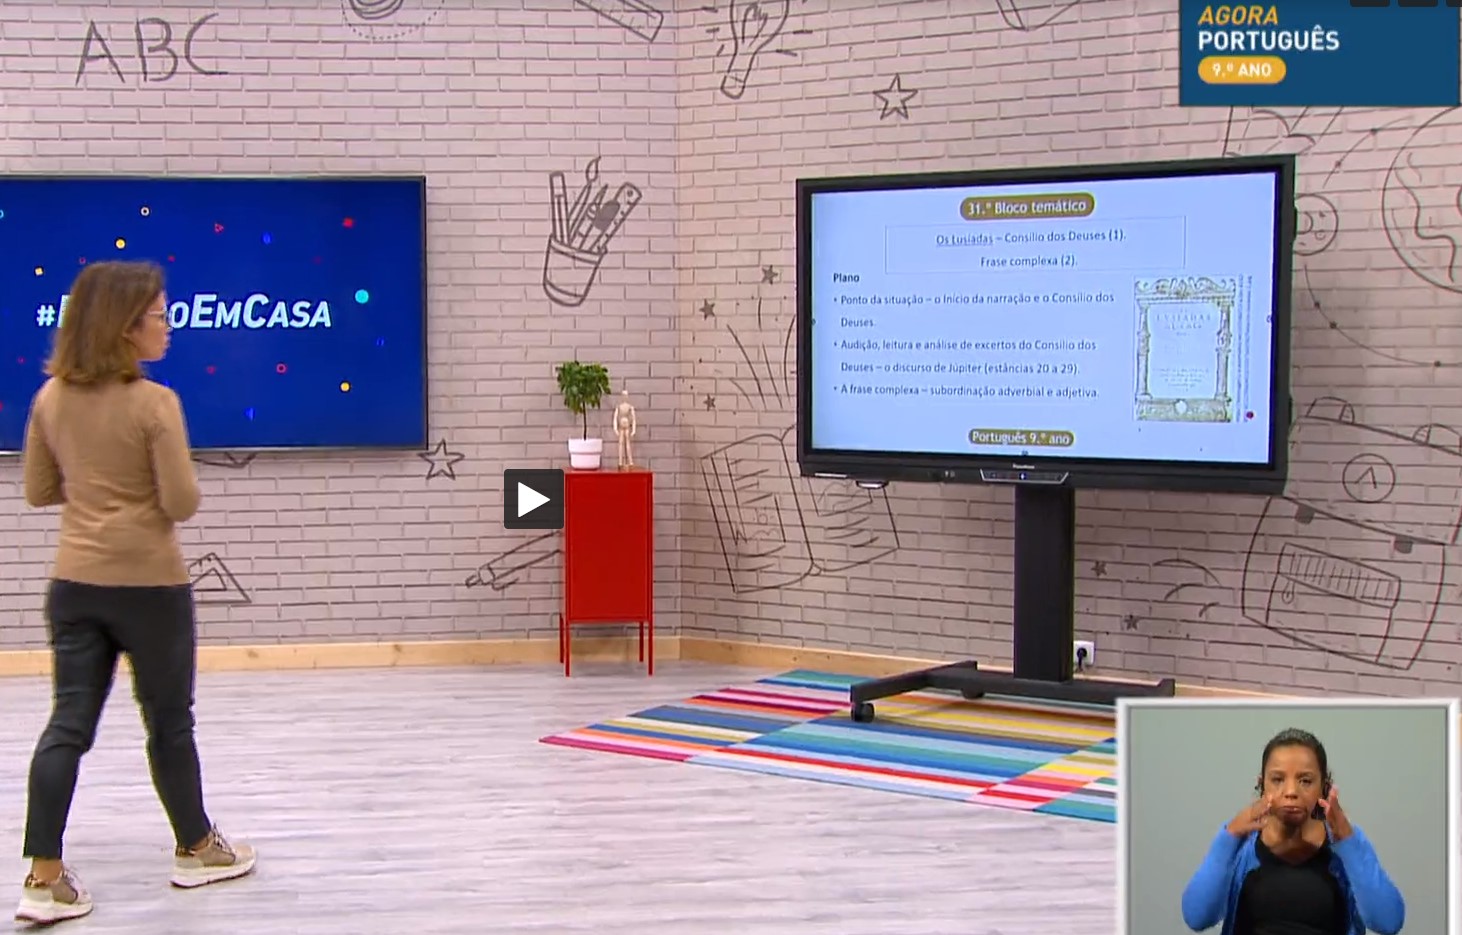 ABC
AGORA
PORTUGUÊS
9.º ANO
#E oEmCasa
31.º Bloco temático
Os Lusíadas – Consílio dos Deuses (1).
Frase complexa (2).
Plano
• Ponto da situação – o início da narração e o Consílio dos
Deuses.
• Audição, leitura e análise de excertos do Consílio dos
Deuses – o discurso de Júpiter (estâncias 20 a 29).
• A frase complexa – subordinação adverbial e adjetiva.
Português 9.º ano